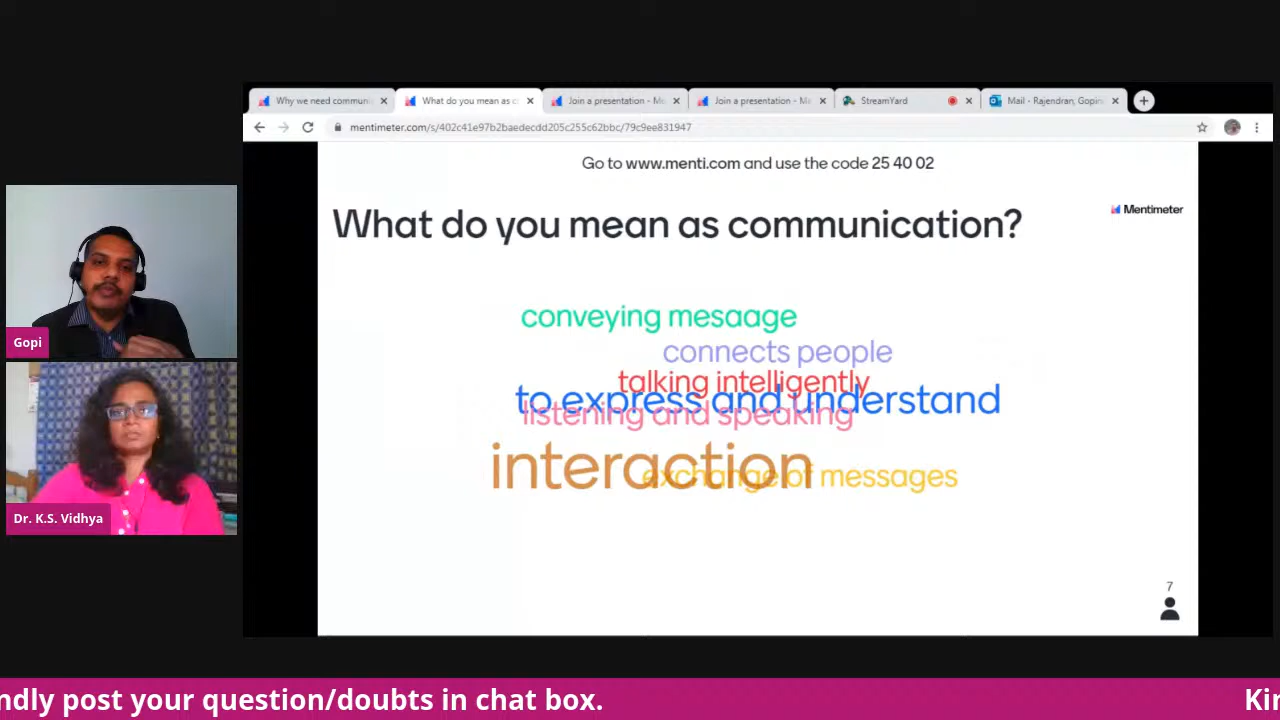 Why we need communi
What do you mean as c
Join a presentation - Me
Join a presentation - Me
StreamYard
Mail - Rajendran, Gopin
mentimeter.com/s/402c41e97b2baedecdd205c255c62bbc/79c9ee831947
Go to www.menti.com and use the code 25 40 02
Mentimeter
What do you mean as communication?
conveying mesaage
connects people
talking intelligently
to express and understand
listening and speaking
interaction
exchange of messages
7
Gopi
Dr. K.S. Vidhya
ndly post your question/doubts in chat box.
Kin